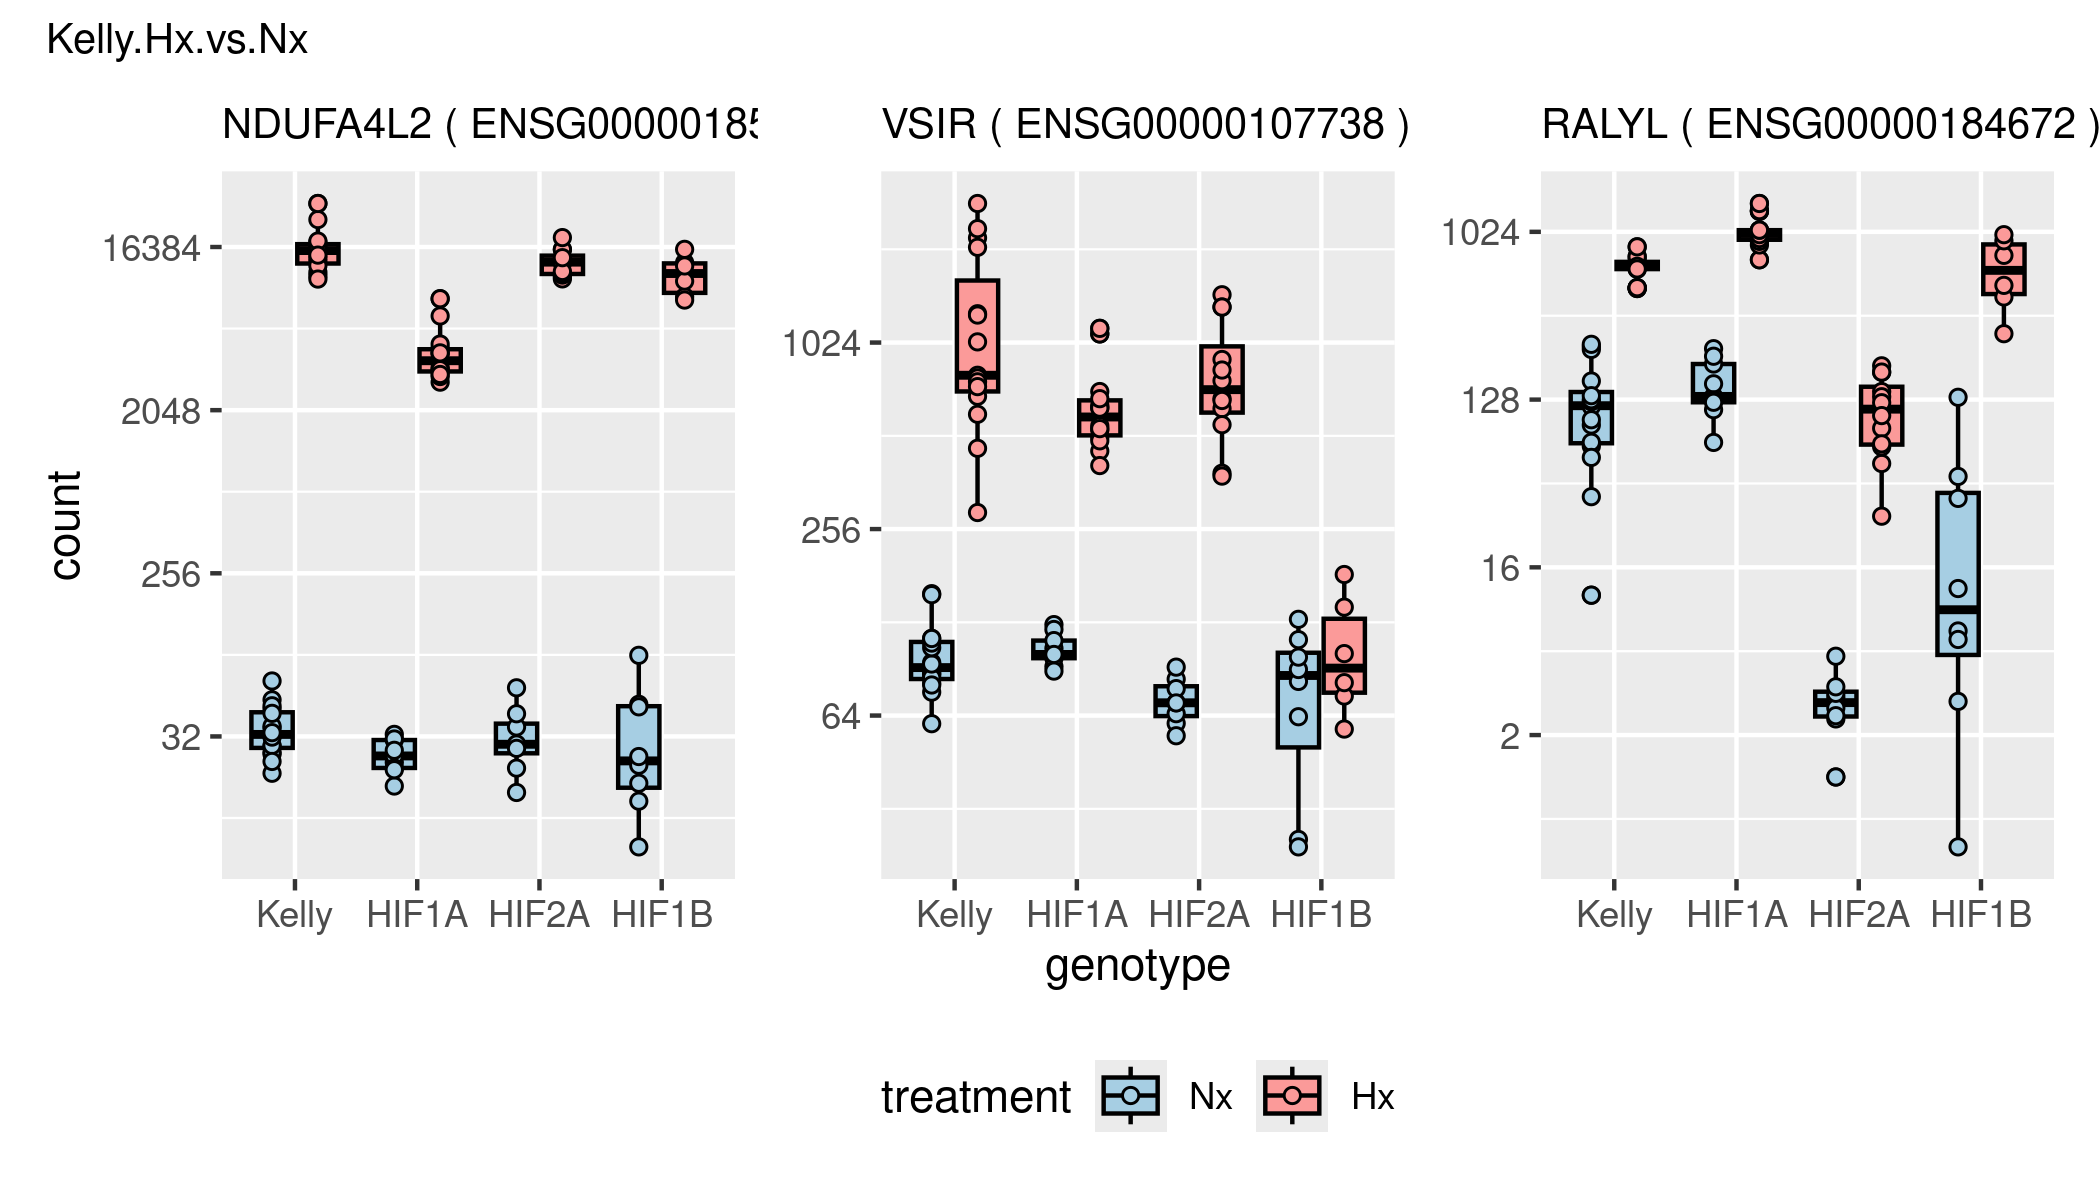 Kelly.Hx.vs.Nx
NDUFA4L2 ( ENSG00000185
VSIR ( ENSG00000107738 )
RALYL ( ENSG00000184672 )
count
16384
2048
256
32
Kelly HIF1A HIF2A HIF1B
1024
256
64
Kelly HIF1A HIF2A HIF1B
1024
128
16
2
Kelly HIF1A HIF2A HIF1B
genotype
treatment Nx Hx